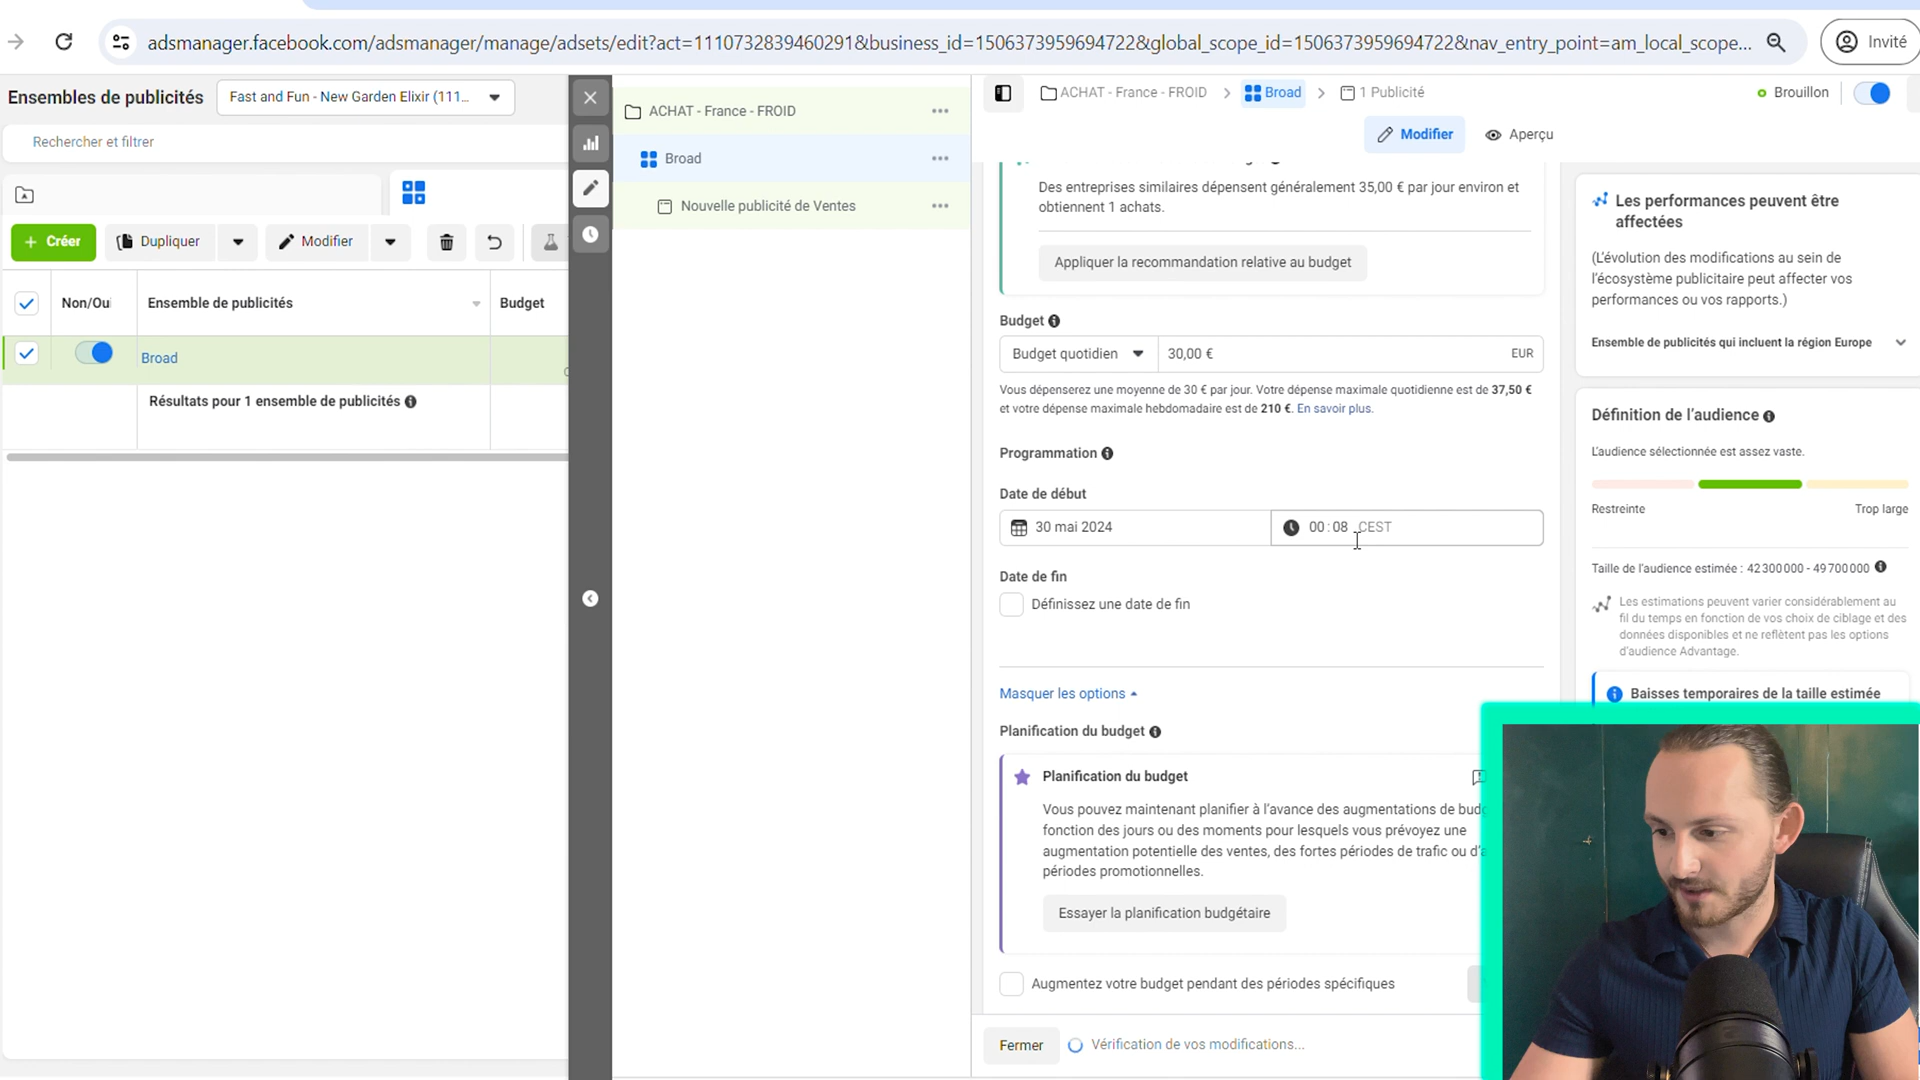 adsmanager.facebook.com/adsmanager/manage/adsets/edit?act=1110732839460291&business_id=1506373959694722&global_scope_id=1506373959694722&nav_entry_point=am_local_scope...
Invité
Ensembles de publicités
Fast and Fun - New Garden Elixir (111...
Rechercher et filtrer
Créer
Dupliquer
Modifier
Non/Oui
Ensemble de publicités
Budget
Broad
Résultats pour 1 ensemble de publicités
ACHAT - France - FROID
Broad
Nouvelle publicité de Ventes
ACHAT - France - FROID
Broad
1 Publicité
Brouillon
Modifier
Aperçu
Des entreprises similaires dépensent généralement 35,00 € par jour environ et
obtiennent 1 achats.
Appliquer la recommandation relative au budget
Budget
Budget quotidien
30,00 €
EUR
Vous dépenserez une moyenne de 30 € par jour. Votre dépense maximale quotidienne est de 37,50 €
et votre dépense maximale hebdomadaire est de 210 €. En savoir plus.
Programmation
Date de début
30 mai 2024
00:08 CEST
Date de fin
Définissez une date de fin
Masquer les options
Planification du budget
Planification du budget
Vous pouvez maintenant planifier à l'avance des augmentations de
fonction des jours ou des moments pour lesquels vous prévoyez une
augmentation potentielle des ventes, des fortes périodes de trafic ou
périodes promotionnelles.
Essayer la planification budgétaire
Augmentez votre budget pendant des périodes spécifiques
Fermer
Vérification de vos modifications...
Les performances peuvent être
affectées
(L'évolution des modifications au sein de
l'écosystème publicitaire peut affecter vos
performances ou vos rapports.)
Ensemble de publicités qui incluent la région Europe
Définition de l'audience
L'audience sélectionnée est assez vaste.
Restreinte
Trop large
Taille de l'audience estimée : 42 300 000 - 49 700 000
Les estimations peuvent varier considérablement au
fil du temps en fonction de vos choix de ciblage et des
données disponibles et ne reflètent pas les options
d'audience Advantage.
Baisses temporaires de la taille estimée